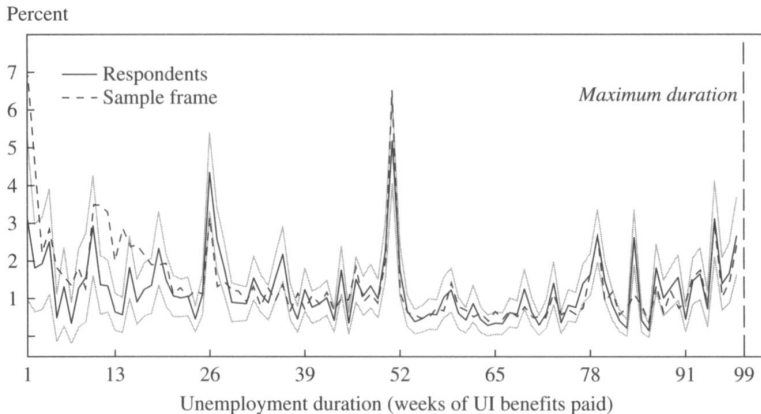 Percent
7
6
5
4
3
2
1
Respondents
Sample frame
Maximum duration
1 13 26 39 52 65 78 91 99
Unemployment duration (weeks of UI benefits paid)